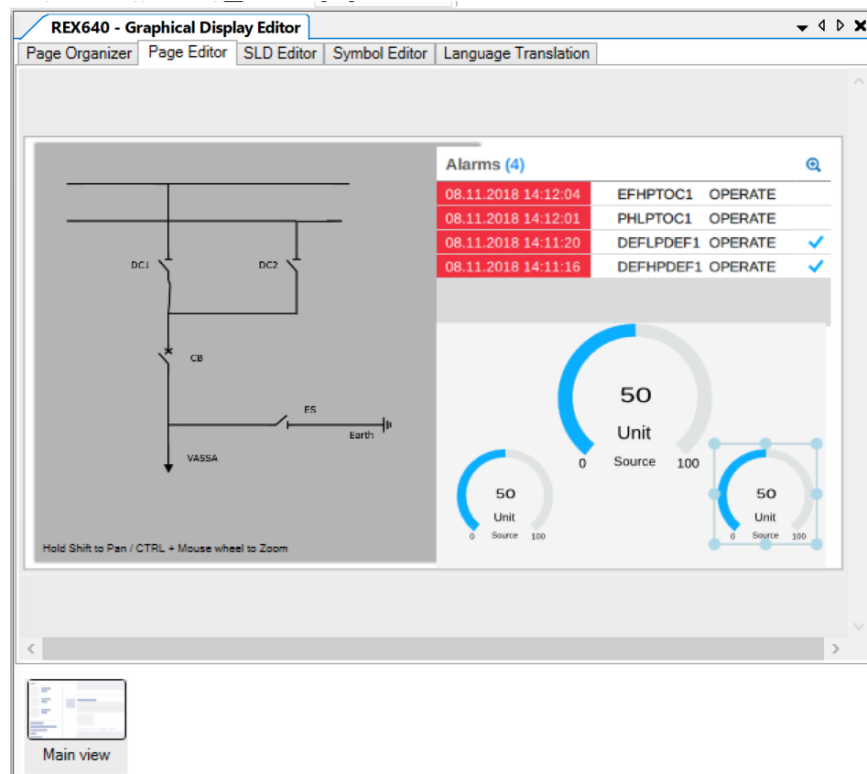 REX640 - Graphical Display Editor
Page Organizer Page Editor SLD Editor Symbol Editor Language Translation
DC1
DC2
CB
ES
Earth
VASSA
Hold Shift to Pan / CTRL + Mouse wheel to Zoom
Alarms (4)
08.11.2018 14:12:04 EFHPTOC1 OPERATE
08.11.2018 14:12:01 PHLPTOC1 OPERATE
08.11.2018 14:11:20 DEFLPDEF1 OPERATE
08.11.2018 14:11:16 DEFHPDEF1 OPERATE
50
Unit
0 Source 100
50
Unit
0 Source 100
50
Unit
0 Source 100
Main view